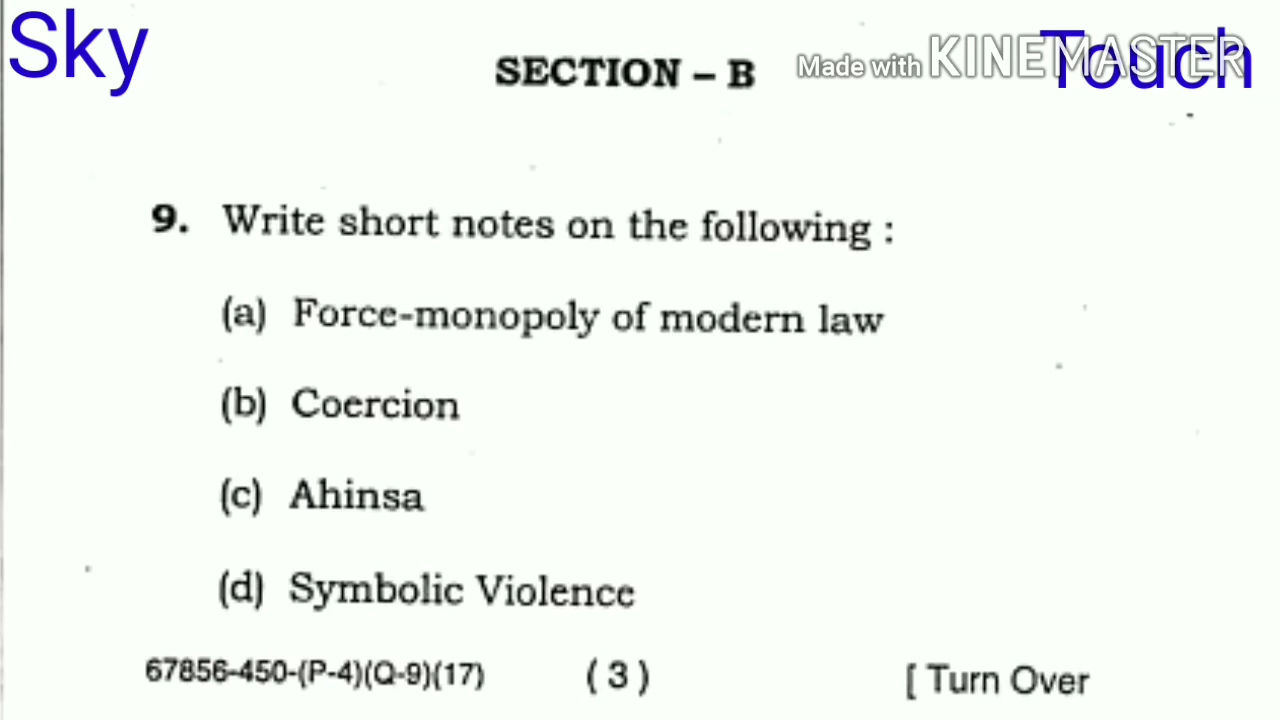 Sky
Touch
Made with KINEMASTER
SECTION – B
9. Write short notes on the following :
(a) Force-monopoly of modern law
(b) Coercion
(c) Ahinsa
(d) Symbolic Violence
67856-450-(P-4)(Q-9)(17) ( 3 ) [ Turn Over